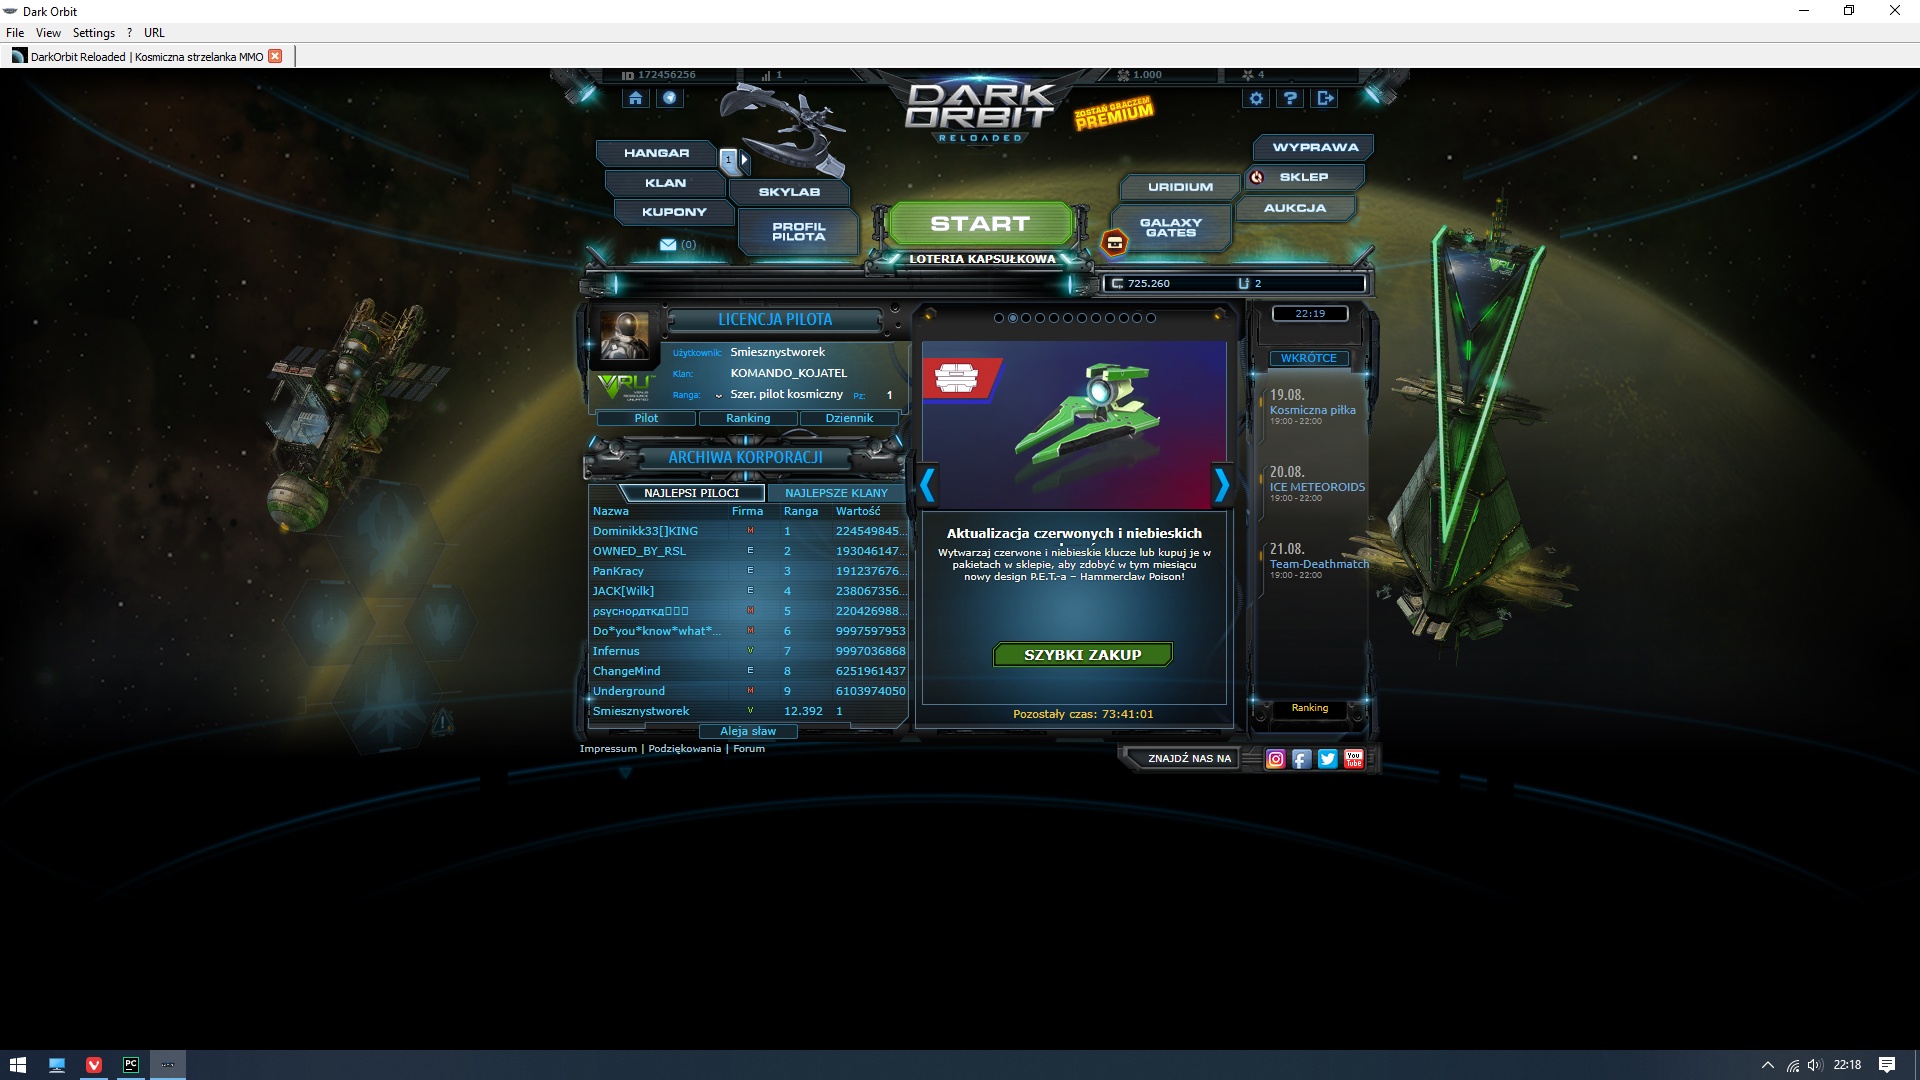 Dark Orbit
File View Settings ? URL
DarkOrbit Reloaded | Kosmiczna strzelanka MMO
ID 172456256
1
1.000
4
DARK ORBIT
RELOADED
ZOSTAŃ GRACZEM
PREMIUM
HANGAR
1
KLAN
KUPONY
SKYLAB
PROFIL
PILOTA
(0)
START
LOTERIA KAPSUŁKOWA
WYPRAWA
SKLEP
AUKCJA
URIDIUM
GALAXY
GATES
C 725.260 U 2
LICENCJA PILOTA
Użytkownik: Smiesznystworek
Klan: KOMANDO_KOJATEL
Ranga: Szer. pilot kosmiczny Pz: 1
VRU
Pilot Ranking Dziennik
ARCHIWA KORPORACJI
NAJLEPSI PILOCI NAJLEPSZE KLANY
Nazwa Firma Ranga Wartość
Dominikk33[]KING M 1 224549845...
OWNED_BY_RSL E 2 193046147...
PanKracy E 3 191237676...
JACK[Wilk] E 4 238067356...
ρѕүcнορдткд▯▯▯ M 5 220426988...
Do*you*know*what*... M 6 9997597953
Infernus V 7 9997036868
ChangeMind E 8 6251961437
Underground M 9 6103974050
Smiesznystworek V 12.392 1
Aleja sław
Impressum | Podziękowania | Forum
Aktualizacja czerwonych i niebieskich
Wytwarzaj czerwone i niebieskie klucze lub kupuj je w
pakietach w sklepie, aby zdobyć w tym miesiącu
nowy design P.E.T.-a – Hammerclaw Poison!
SZYBKI ZAKUP
Pozostały czas: 73:41:01
22:19
WKRÓTCE
19.08.
Kosmiczna piłka
19:00 - 22:00
20.08.
ICE METEOROIDS
19:00 - 22:00
21.08.
Team-Deathmatch
19:00 - 22:00
Ranking
ZNAJDŹ NAS NA
You
Tube
VRU
PC
22:18